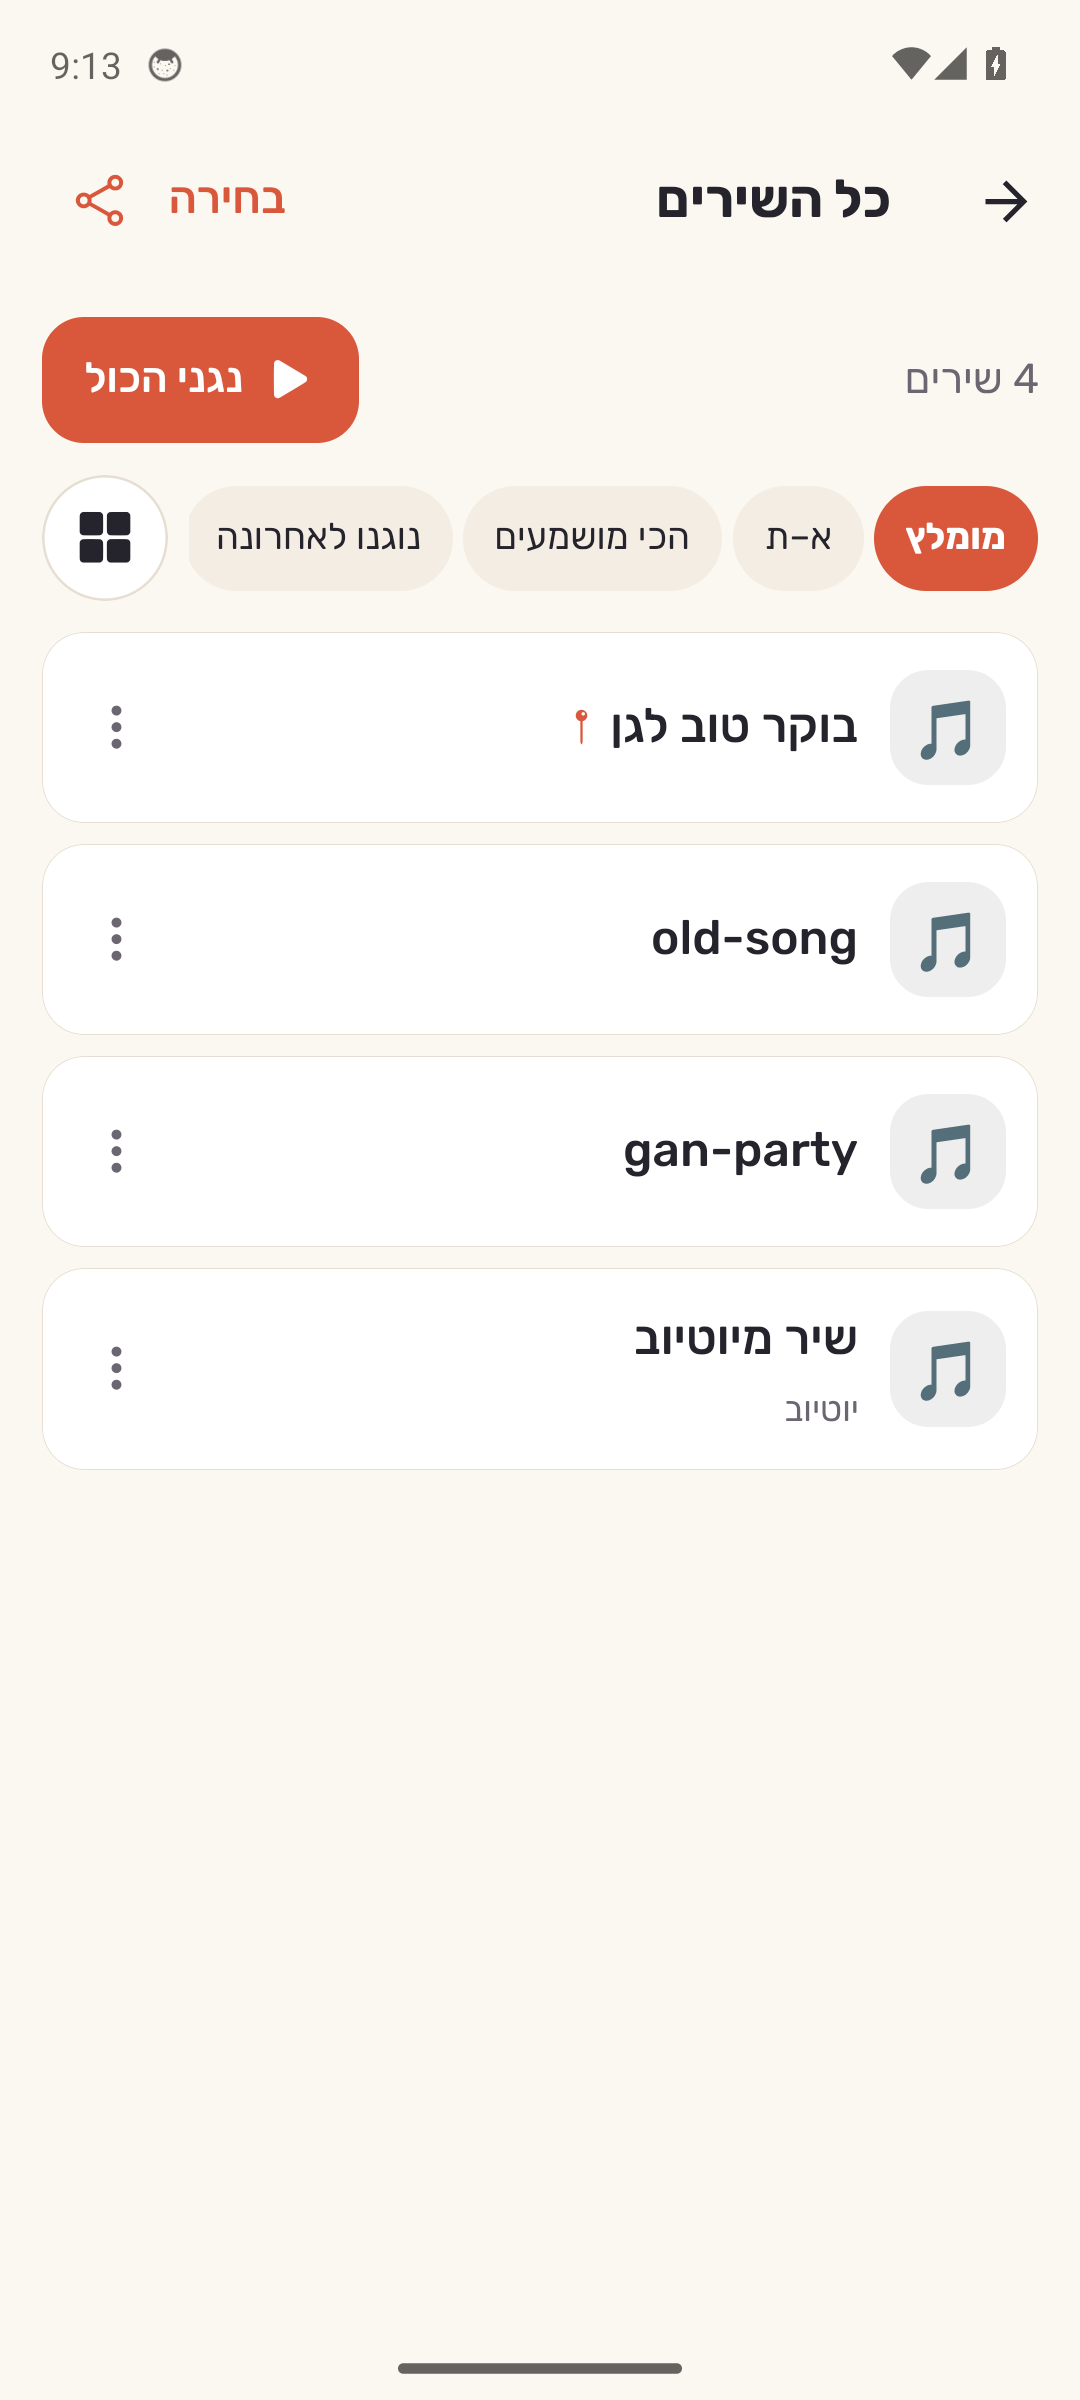 9:13
כל השירים
בחירה
4 שירים
נגני הכול
מומלץ
א-ת
הכי מושמעים
נוגנו לאחרונה
בוקר טוב לגן
old-song
gan-party
שיר מיוטיוב
יוטיוב